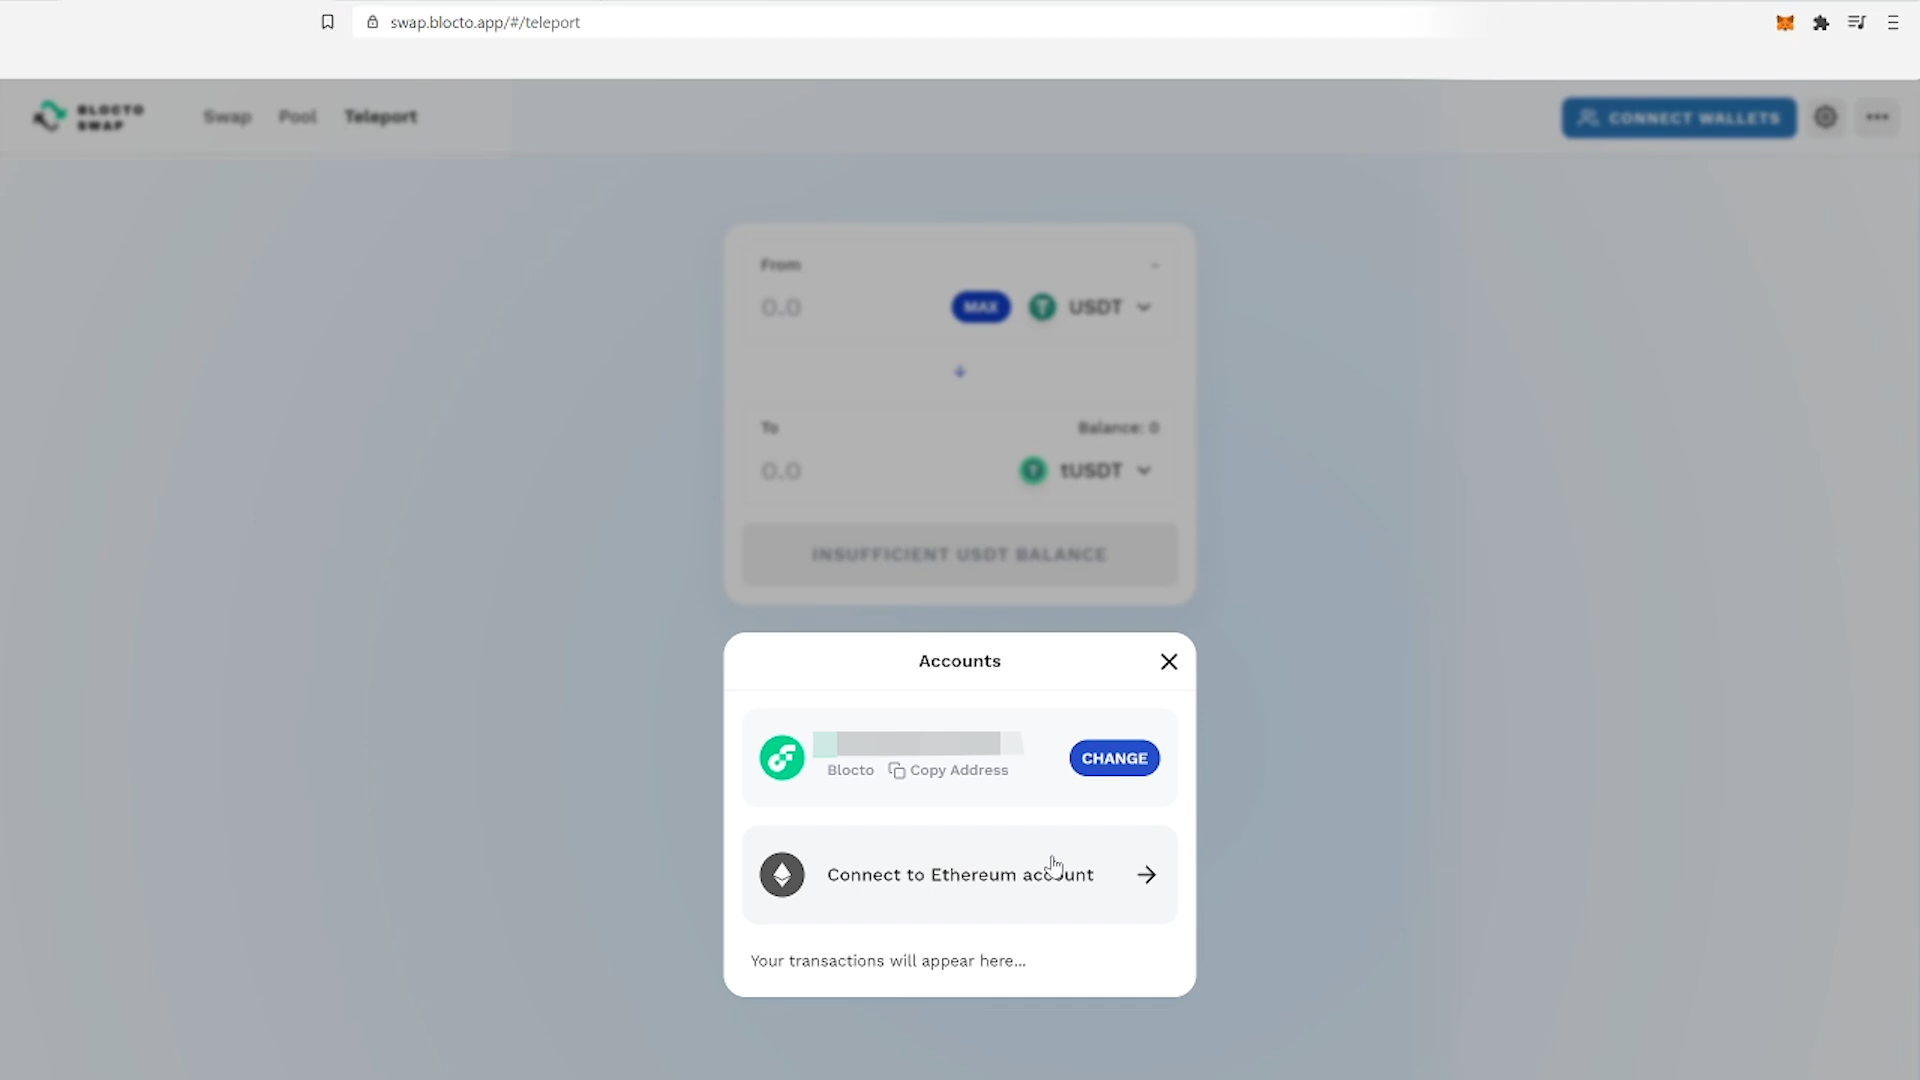 swap.blocto.app/#/teleport
BLOCTO
SWAP
Swap
Pool
Teleport
CONNECT WALLETS
From
-
0.0
MAX
USDT
To
Balance: 0
0.0
tUSDT
INSUFFICIENT USDT BALANCE
Accounts
Blocto
Copy Address
CHANGE
Connect to Ethereum account
Your transactions will appear here...